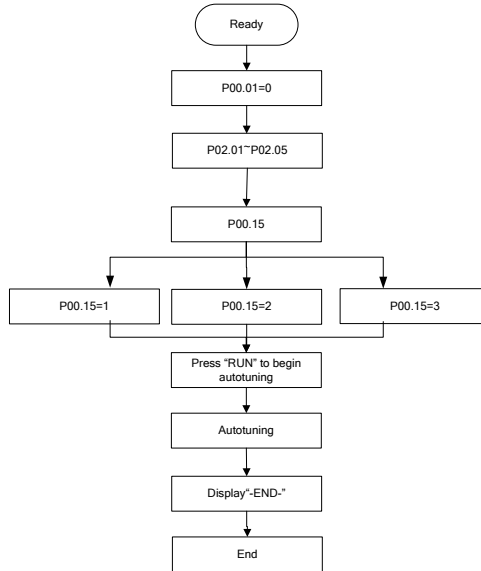 Ready
P00.01=0
P02.01~P02.05
P00.15
P00.15=1
P00.15=2
P00.15=3
Press “RUN” to begin
autotuning
Autotuning
Display“-END-”
End